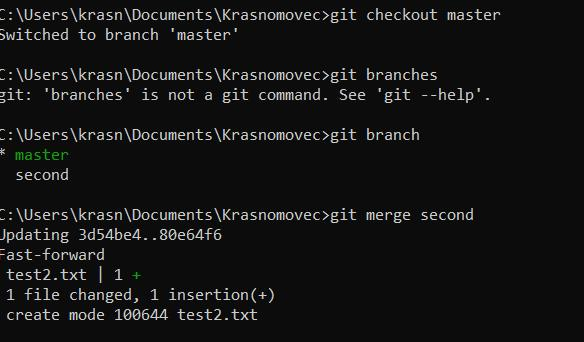 C:\Users\krasn\Documents\Krasnomovec>git checkout master
Switched to branch 'master'
C:\Users\krasn\Documents\Krasnomovec>git branches
git: 'branches' is not a git command. See 'git --help'.
C:\Users\krasn\Documents\Krasnomovec>git branch
* master
second
C:\Users\krasn\Documents\Krasnomovec>git merge second
Updating 3d54be4..80e64f6
Fast-forward
test2.txt | 1 +
1 file changed, 1 insertion(+)
create mode 100644 test2.txt